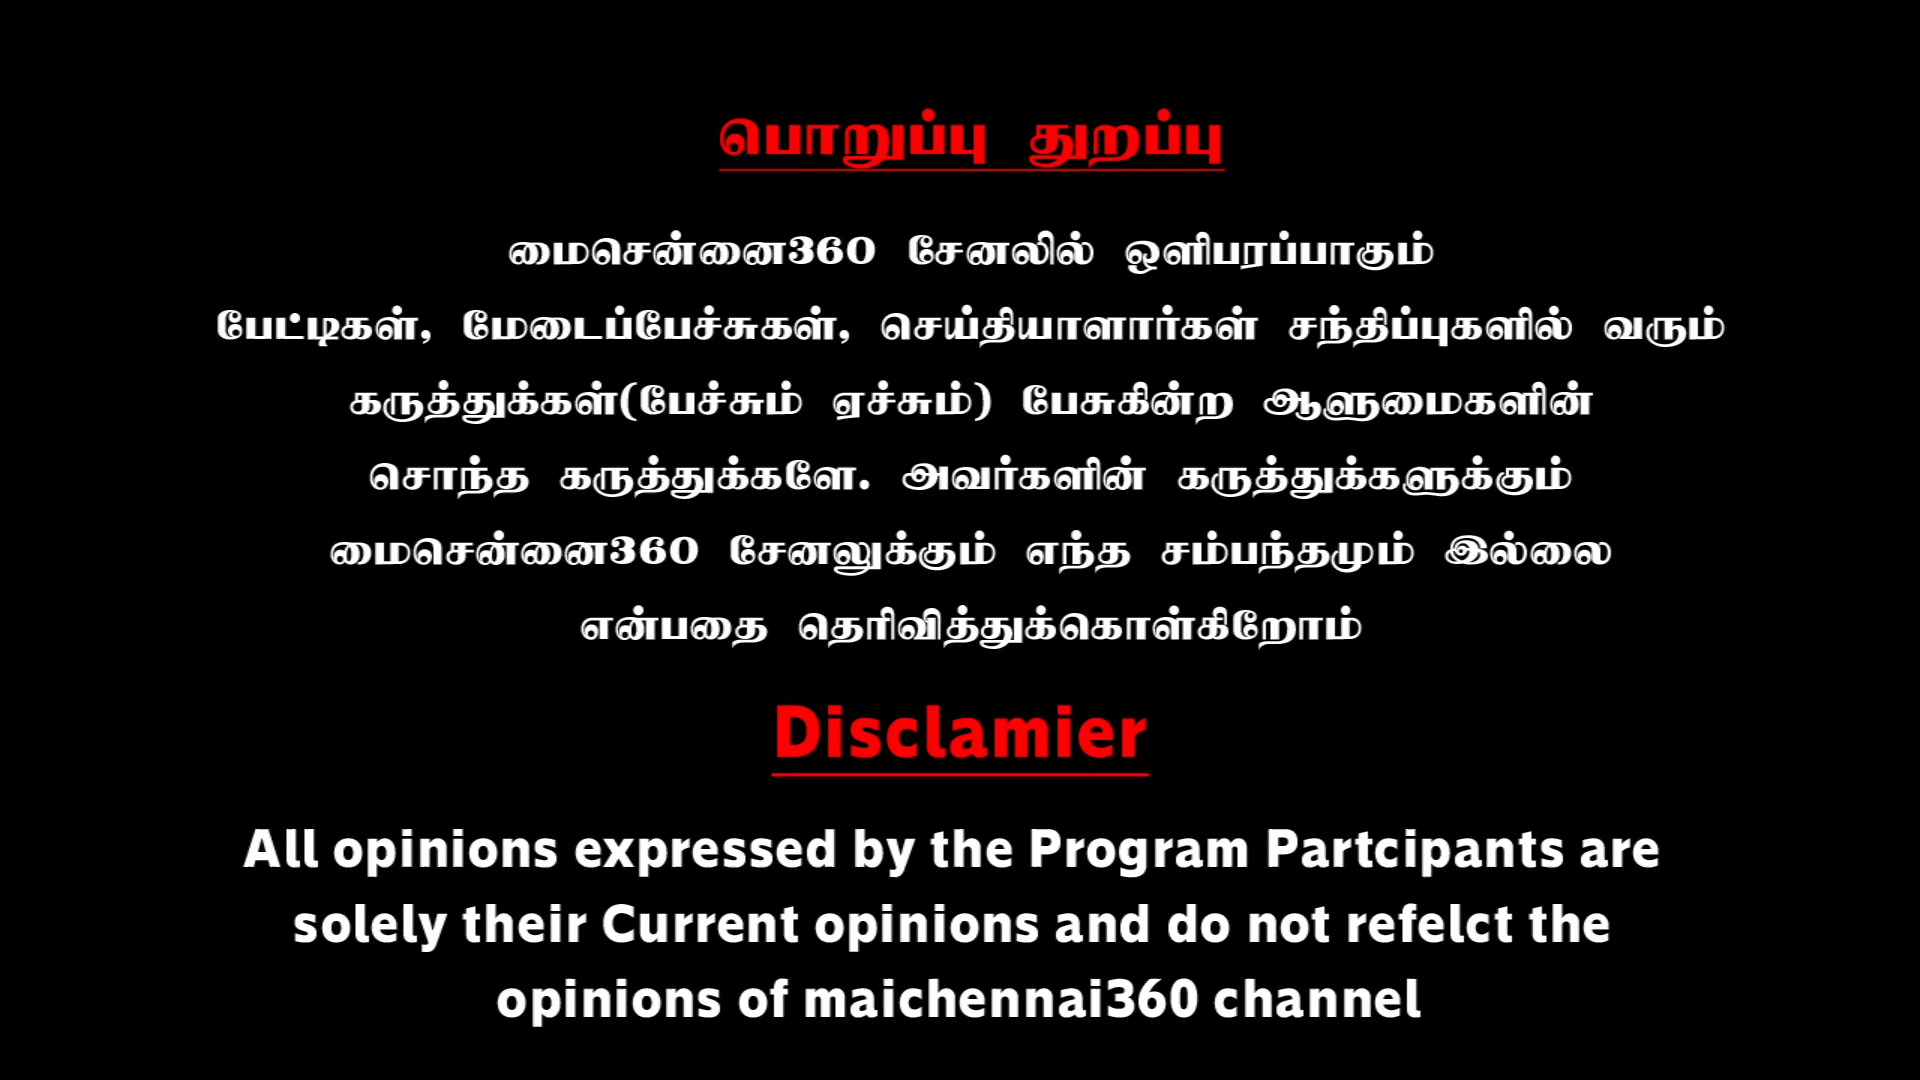 பொறுப்பு துறப்பு
மைசென்னை360 சேனலில் ஒளிபரப்பாகும்
பேட்டிகள், மேடைப்பேச்சுகள், செய்தியாளார்கள் சந்திப்புகளில் வரும்
கருத்துக்கள்(பேச்சும் ஏச்சும்) பேசுகின்ற ஆளுமைகளின்
சொந்த கருத்துக்களே. அவர்களின் கருத்துக்களுக்கும்
மைசென்னை360 சேனலுக்கும் எந்த சம்பந்தமும் இல்லை
என்பதை தெரிவித்துக்கொள்கிறோம்
Disclamier
All opinions expressed by the Program Partcipants are
solely their Current opinions and do not refelct the
opinions of maichennai360 channel